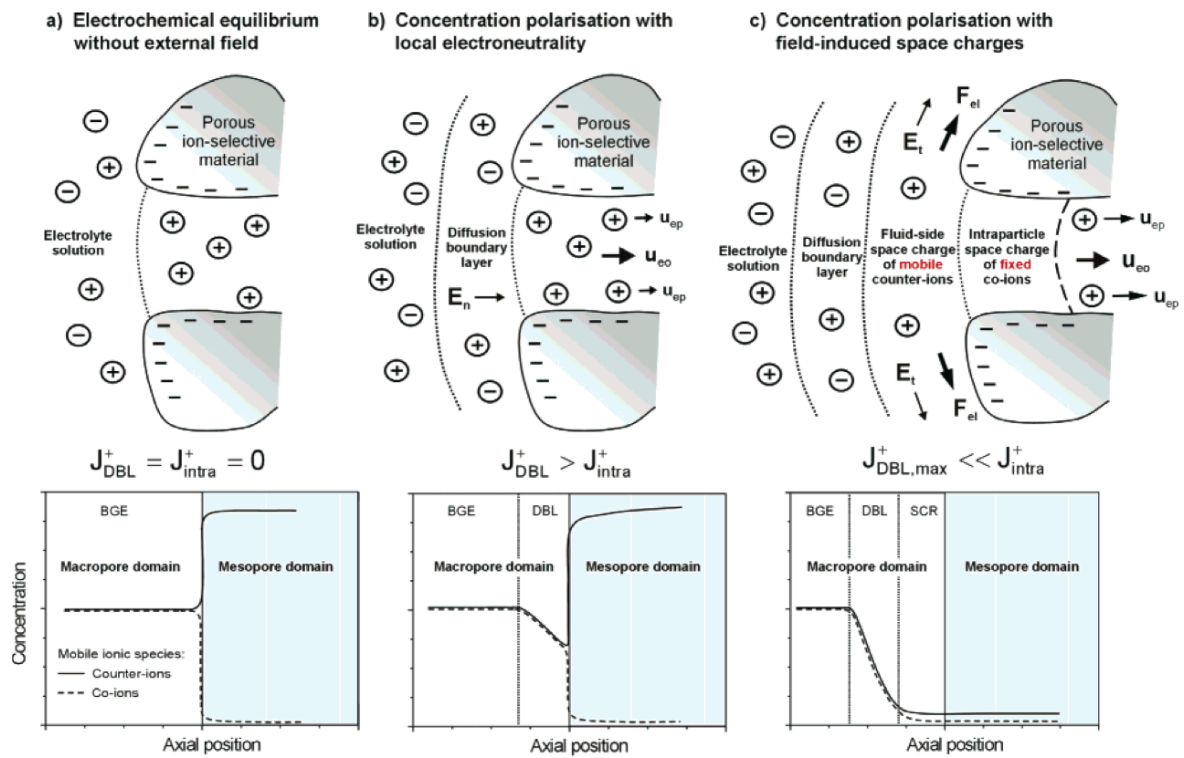 a) Electrochemical equilibrium
without external field
b) Concentration polarisation with
local electroneutrality
c) Concentration polarisation with
field-induced space charges
Porous
ion-selective
material
Electrolyte
solution
Porous
ion-selective
material
Electrolyte
solution
Diffusion
boundary
layer
E_n
u_ep
u_eo
u_ep
F_el
E_t
Porous
ion-selective
material
Electrolyte
solution
Diffusion
boundary
layer
Fluid-side
space charge
of mobile
counter-ions
Intraparticle
space charge
of fixed
co-ions
u_ep
u_eo
u_ep
E_t
F_el
J⁺_DBL = J⁺_intra = 0
J⁺_DBL > J⁺_intra
J⁺_DBL,max << J⁺_intra
Concentration
BGE
Macropore domain
Mesopore domain
Mobile ionic species:
Counter-ions
Co-ions
Axial position
BGE
DBL
Macropore domain
Mesopore domain
Axial position
BGE
DBL
SCR
Macropore domain
Mesopore domain
Axial position